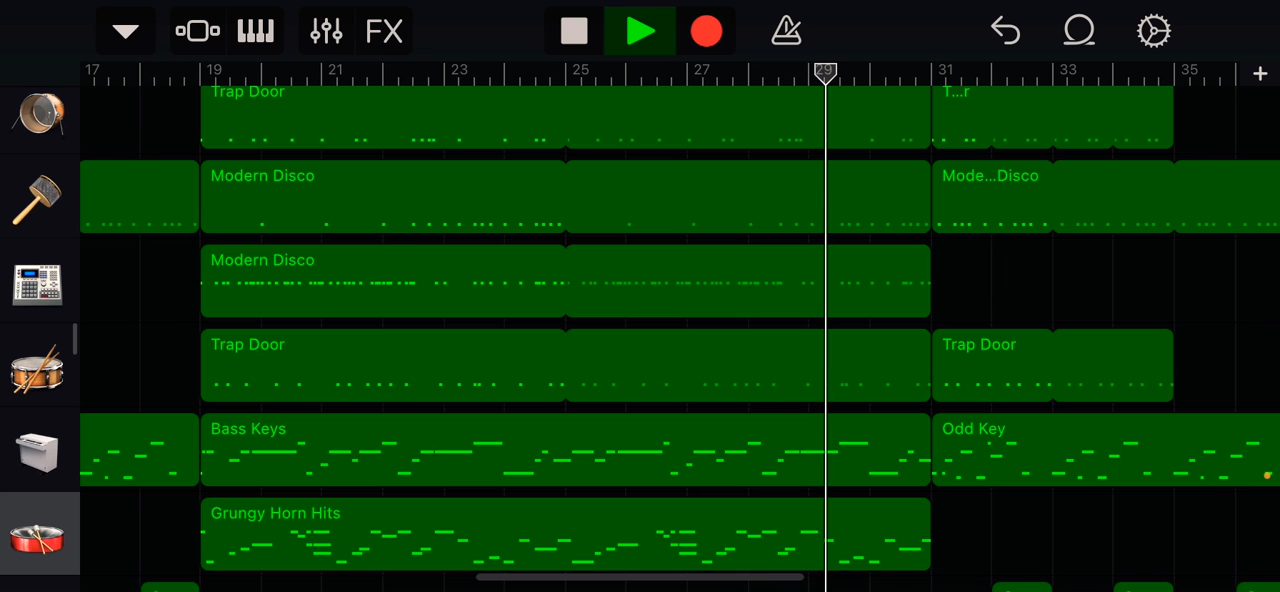 FX
17 19 21 23 25 27 29 31 33 35 +
Trap Door T...r
Modern Disco Mode...Disco
Modern Disco
Trap Door Trap Door
Bass Keys Odd Key
Grungy Horn Hits